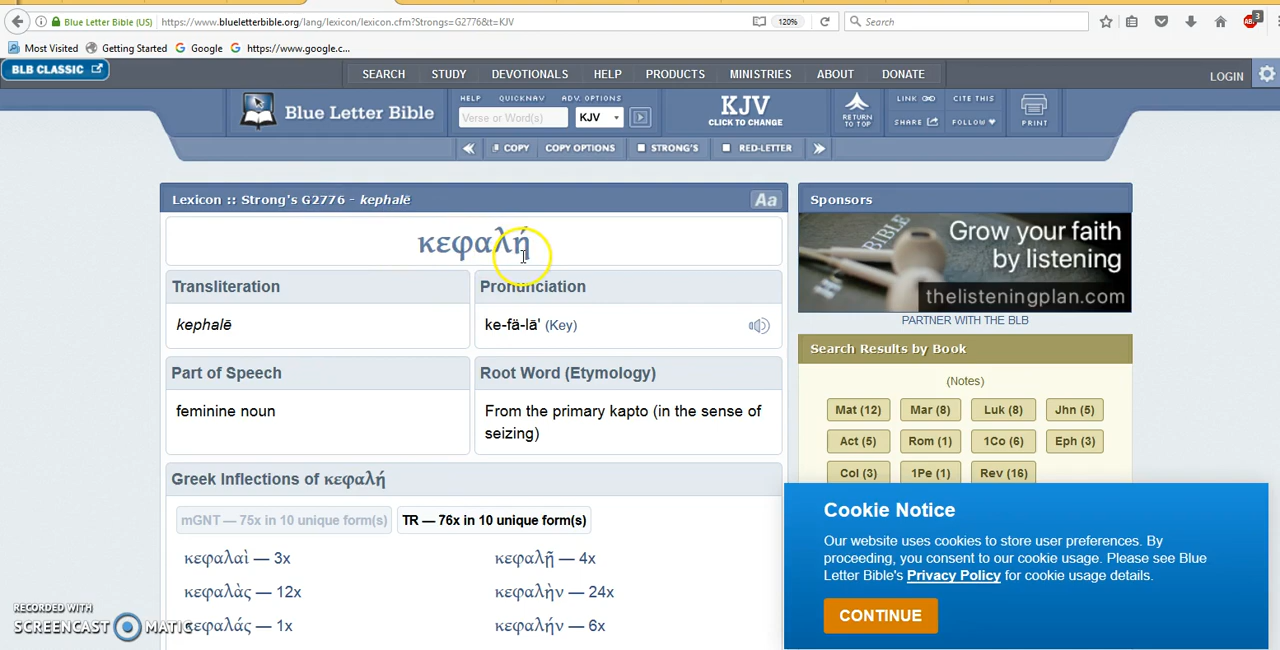 Blue Letter Bible (US)
https://www.blueletterbible.org/lang/lexicon/lexicon.cfm?Strongs=G2776&t=KJV
120%
Search
3
Most Visited
Getting Started
Google
https://www.google.c...
BLB CLASSIC
SEARCH STUDY DEVOTIONALS HELP PRODUCTS MINISTRIES ABOUT DONATE
LOGIN
Blue Letter Bible
HELP QUICKNAV ADV. OPTIONS
Verse or Word(s)
KJV
KJV
CLICK TO CHANGE
RETURN
TO TOP
LINK CITE THIS
SHARE FOLLOW
PRINT
COPY COPY OPTIONS STRONG'S RED-LETTER
Lexicon :: Strong's G2776 - kephalē
Aa
κεφαλή
Transliteration
kephalē
Pronunciation
ke-fä-lā' (Key)
Part of Speech
feminine noun
Root Word (Etymology)
From the primary kapto (in the sense of
seizing)
Greek Inflections of κεφαλή
mGNT — 75x in 10 unique form(s)
TR — 76x in 10 unique form(s)
κεφαλαὶ — 3x
κεφαλῇ — 4x
κεφαλὰς — 12x
κεφαλὴν — 24x
κεφαλάς — 1x
κεφαλήν — 6x
Sponsors
BIBLE
Grow your faith
by listening
thelisteningplan.com
PARTNER WITH THE BLB
Search Results by Book
(Notes)
Mat (12) Mar (8) Luk (8) Jhn (5)
Act (5) Rom (1) 1Co (6) Eph (3)
Col (3) 1Pe (1) Rev (16)
Cookie Notice
Our website uses cookies to store user preferences. By
proceeding, you consent to our cookie usage. Please see Blue
Letter Bible's Privacy Policy for cookie usage details.
CONTINUE
RECORDED WITH
SCREENCAST MATIC